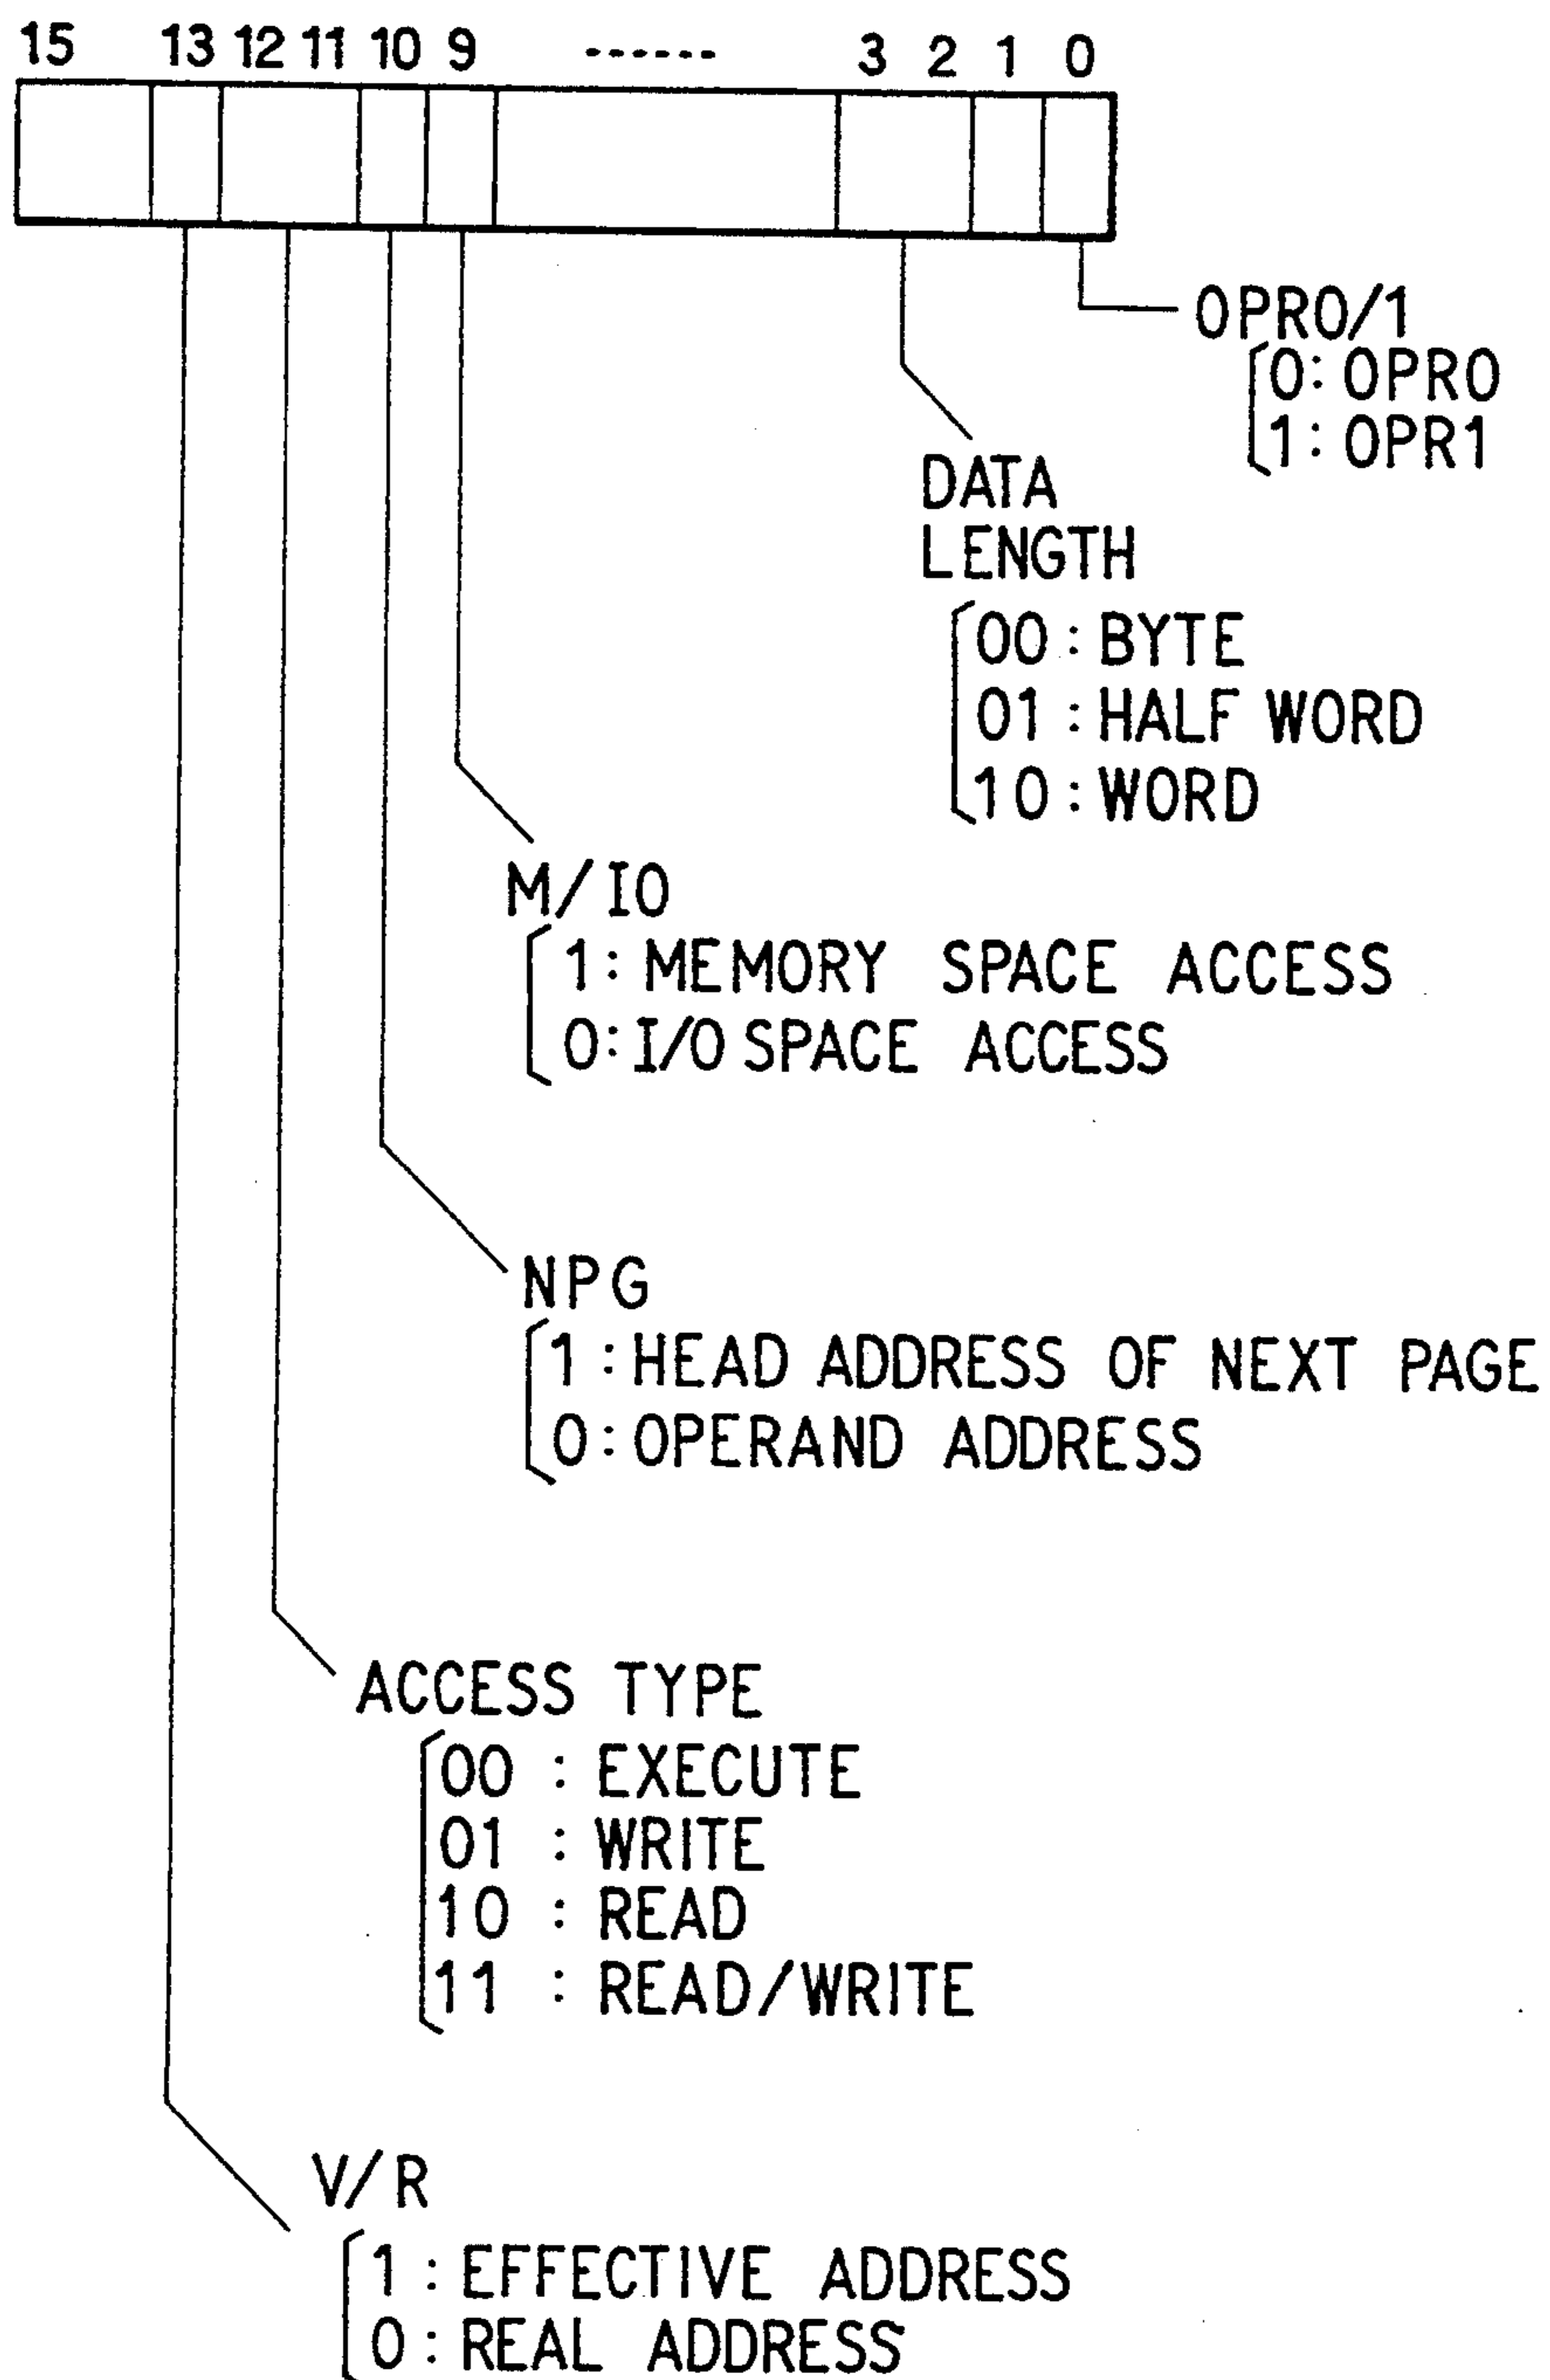 15 13 12 11 10 9 ------ 3 2 1 0
OPR0/1
0: OPR0
1: OPR1
DATA
LENGTH
00 : BYTE
01 : HALF WORD
10 : WORD
M/IO
1: MEMORY SPACE ACCESS
0: I/O SPACE ACCESS
NPG
1 : HEAD ADDRESS OF NEXT PAGE
0 : OPERAND ADDRESS
ACCESS TYPE
00 : EXECUTE
01 : WRITE
10 : READ
11 : READ/WRITE
V/R
1 : EFFECTIVE ADDRESS
0 : REAL ADDRESS